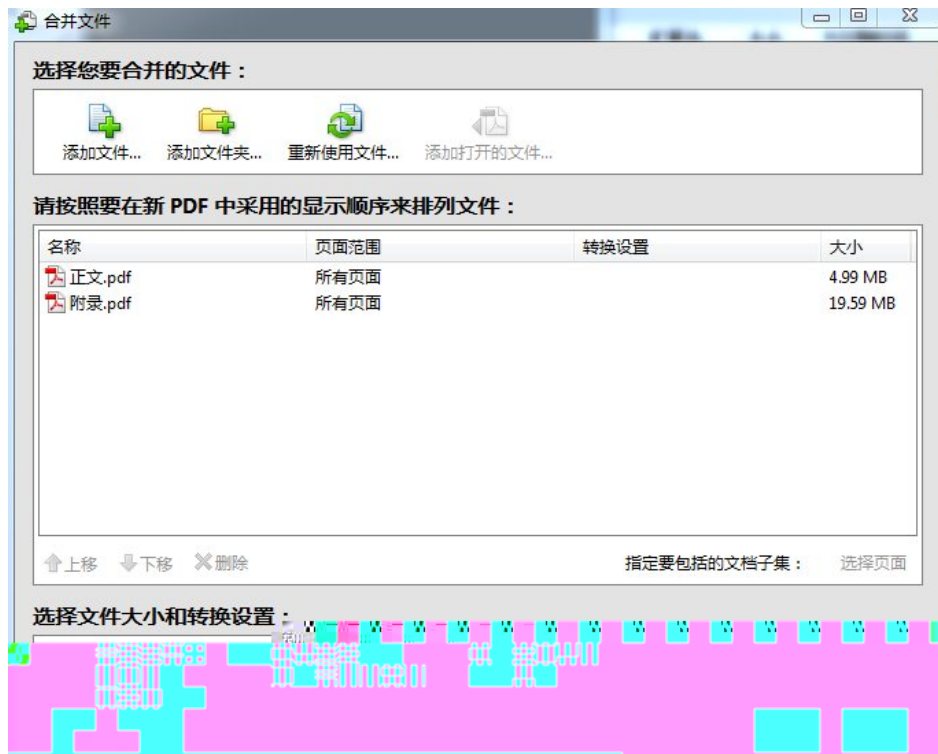 合并文件
选择您要合并的文件：
添加文件... 添加文件夹... 重新使用文件... 添加打开的文件...
请按照要在新 PDF 中采用的显示顺序来排列文件：
名称 页面范围 转换设置 大小
正文.pdf 所有页面 4.99 MB
附录.pdf 所有页面 19.59 MB
上移 下移 删除 指定要包括的文档子集： 选择页面
选择文件大小和转换设置：